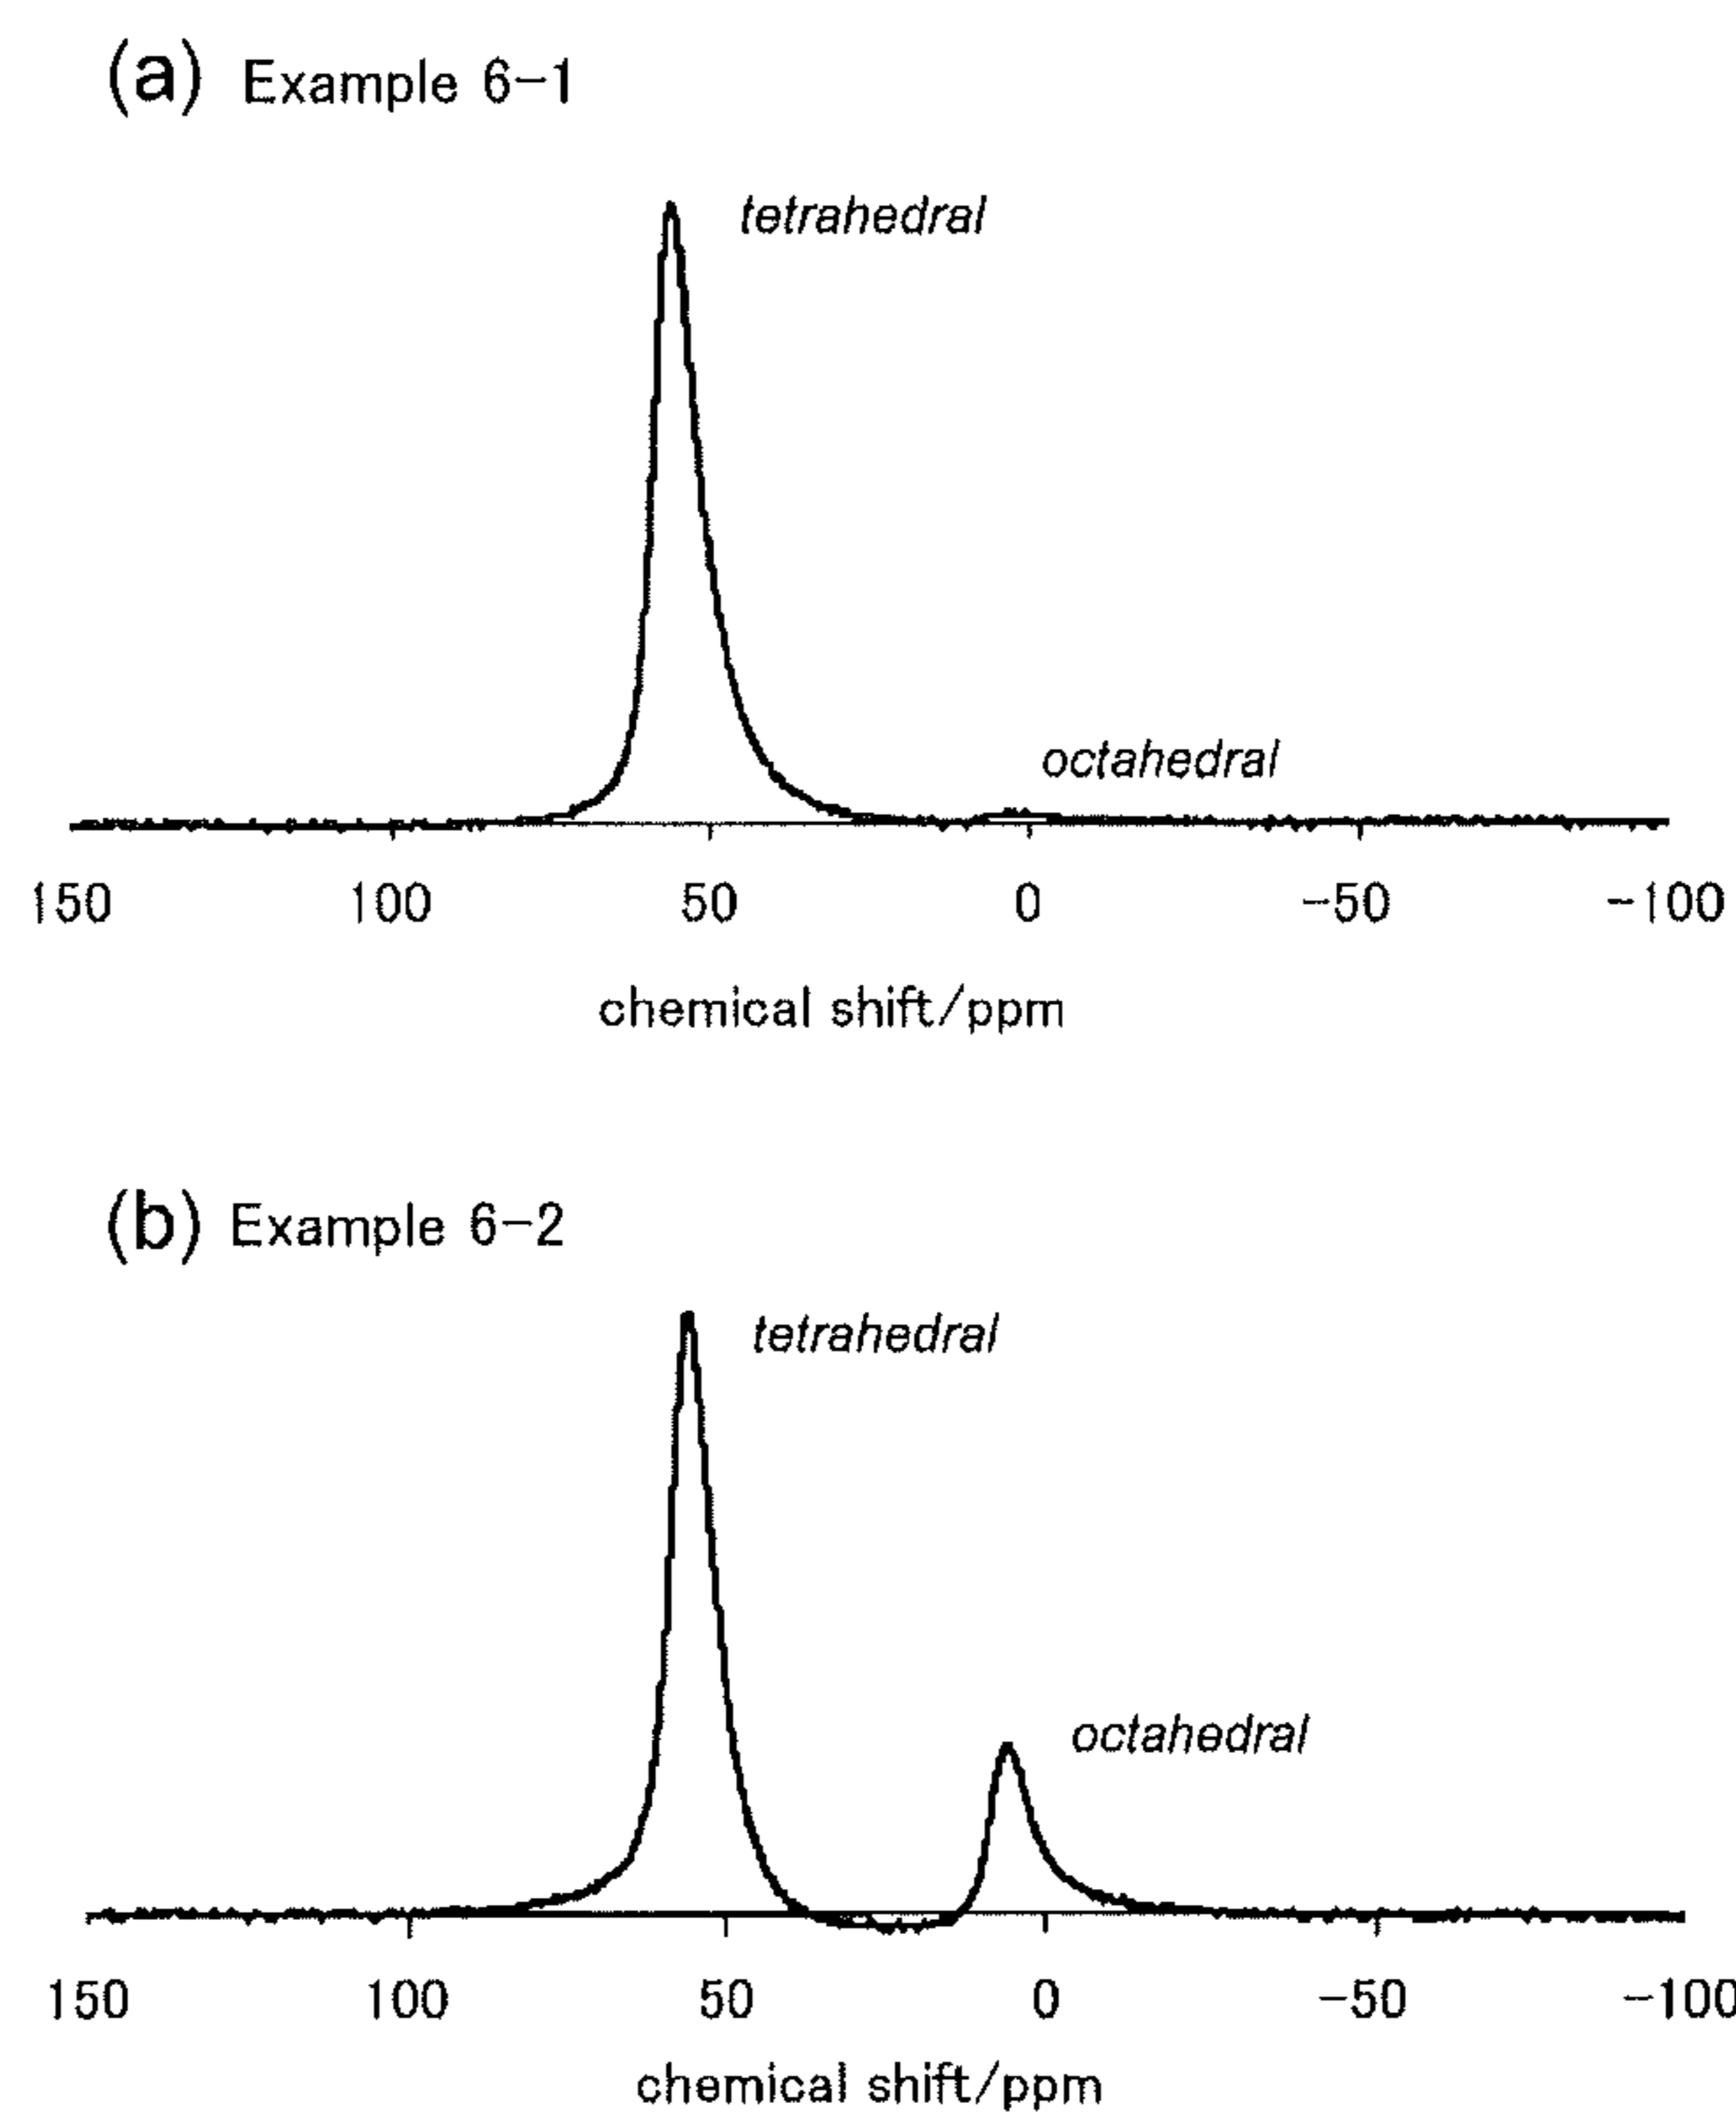 (a) Example 6-1
tetrahedral
octahedral
150 100 50 0 -50 -100
chemical shift/ppm
(b) Example 6-2
tetrahedral
octahedral
150 100 50 0 -50 -100
chemical shift/ppm